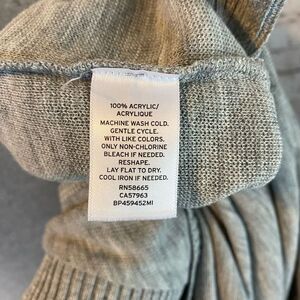 100% ACRYLIC/
ACRYLIQUE
MACHINE WASH COLD.
GENTLE CYCLE.
WITH LIKE COLORS.
ONLY NON-CHLORINE
BLEACH IF NEEDED.
RESHAPE.
LAY FLAT TO DRY.
COOL IRON IF NEEDED.
RN58665
CA57963
BP459452MI